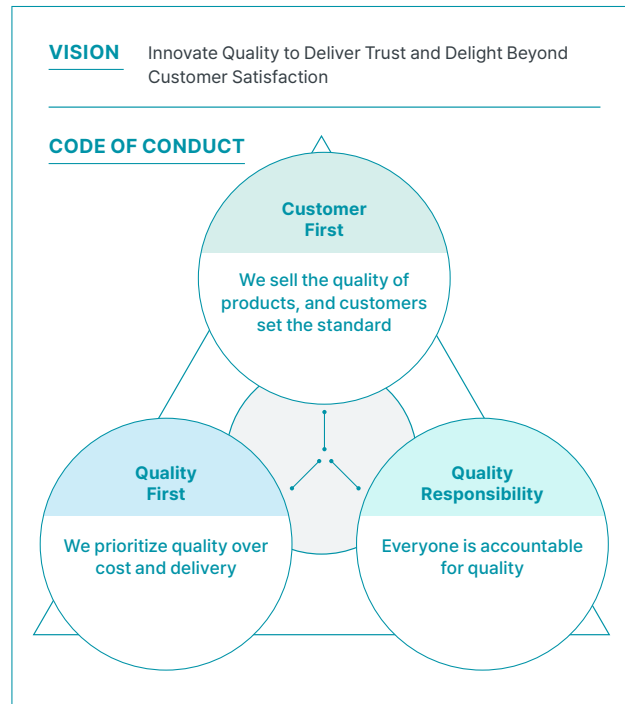 VISION
Innovate Quality to Deliver Trust and Delight Beyond
Customer Satisfaction
CODE OF CONDUCT
Customer
First
We sell the quality of
products, and customers
set the standard
Quality
First
We prioritize quality over
cost and delivery
Quality
Responsibility
Everyone is accountable
for quality